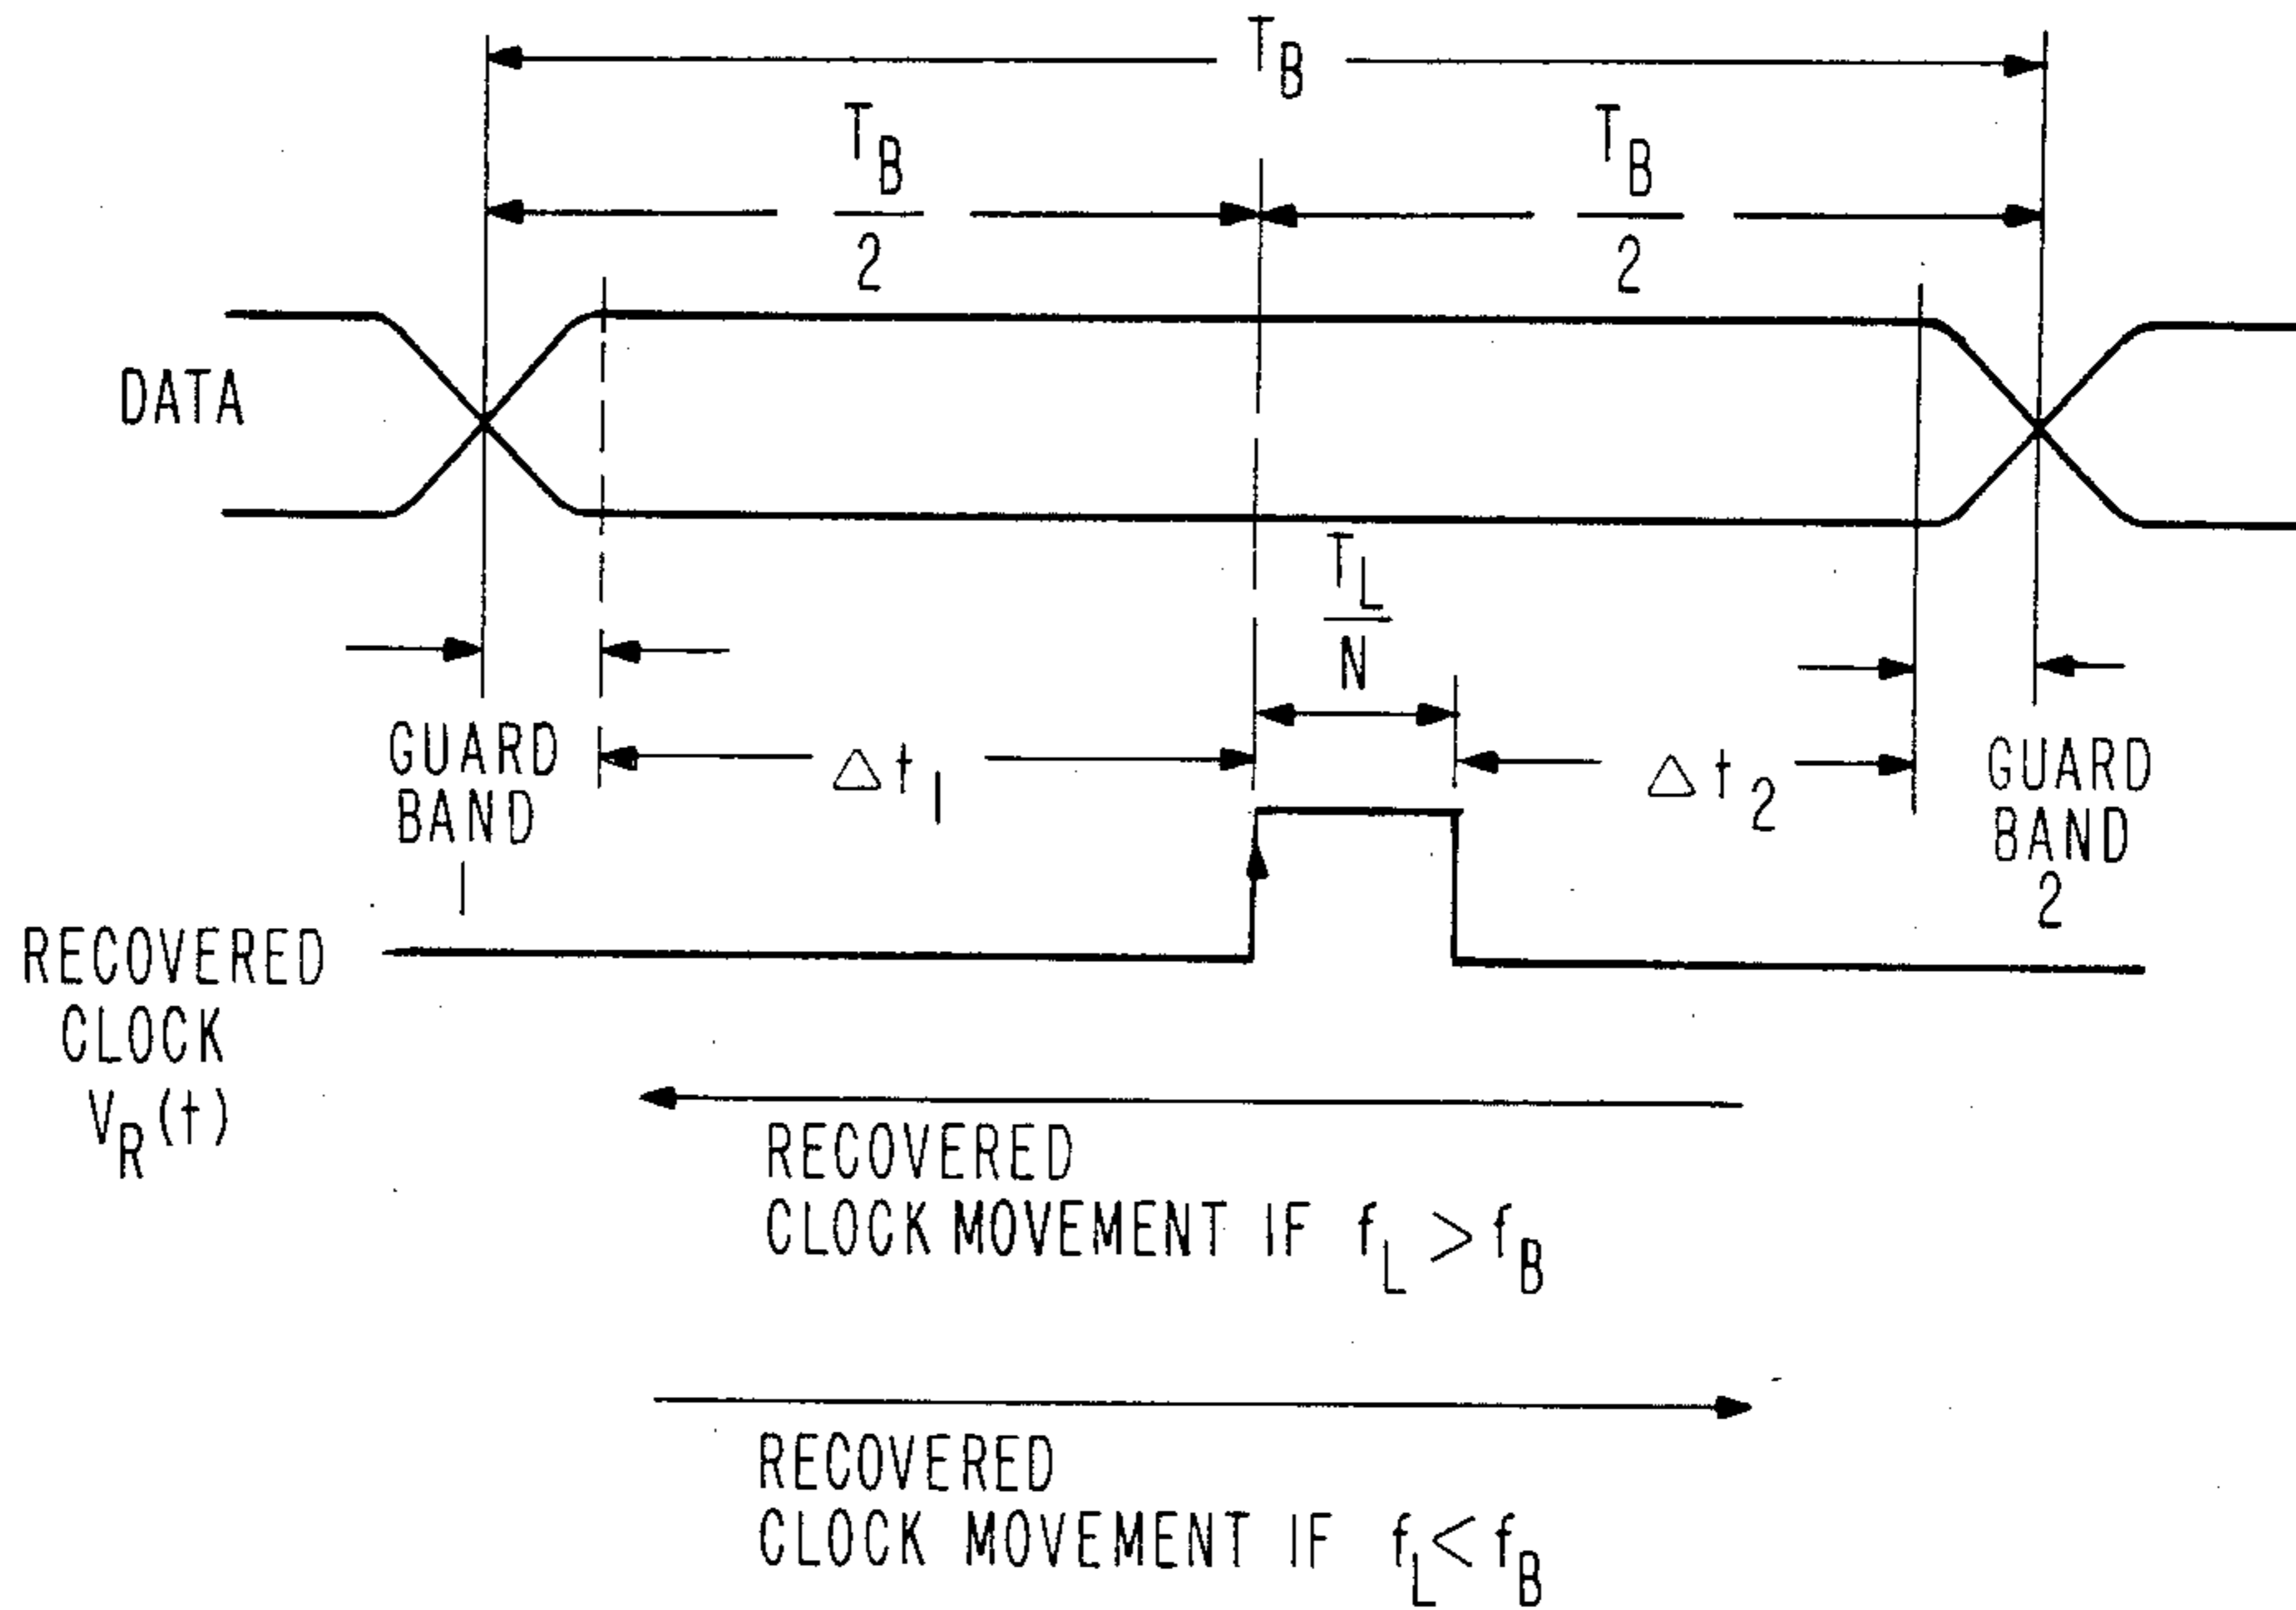 T_B
T_B
2
T_B
2
DATA
T_L
N
GUARD
BAND
1
Δt_1
Δt_2
GUARD
BAND
2
RECOVERED
CLOCK
V_R(t)
RECOVERED
CLOCK MOVEMENT IF f_L > f_B
RECOVERED
CLOCK MOVEMENT IF f_L < f_B